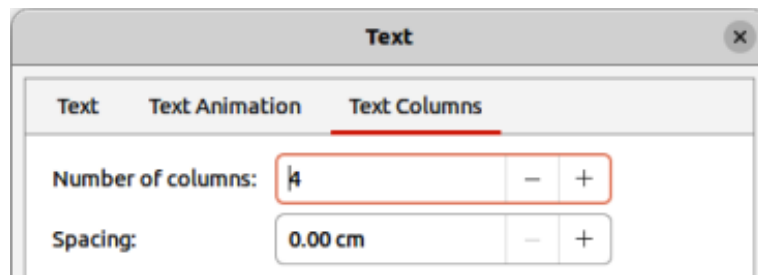 Text
Text Text Animation Text Columns
Number of columns: 4
Spacing: 0.00 cm